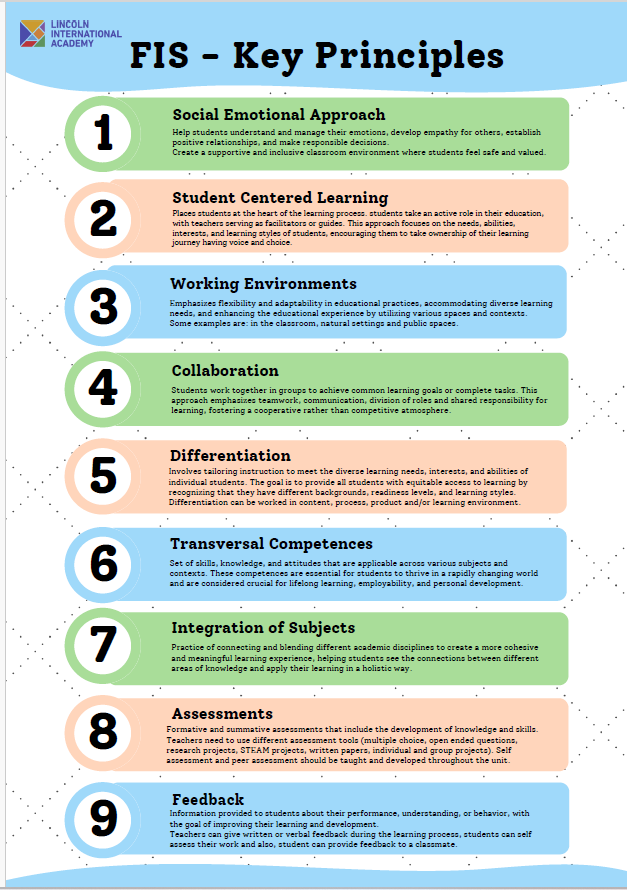 LINCOLN
INTERNATIONAL
ACADEMY
FIS - Key Principles
1
Social Emotional Approach
Help students understand and manage their emotions, develop empathy for others, establish
positive relationships, and make responsible decisions.
Create a supportive and inclusive classroom environment where students feel safe and valued.
2
Student Centered Learning
Places students at the heart of the learning process. students take an active role in their education,
with teachers serving as facilitators or guides. This approach focuses on the needs, abilities,
interests, and learning styles of students, encouraging them to take ownership of their learning
journey having voice and choice.
3
Working Environments
Emphasizes flexibility and adaptability in educational practices, accommodating diverse learning
needs, and enhancing the educational experience by utilizing various spaces and contexts.
Some examples are: in the classroom, natural settings and public spaces.
4
Collaboration
Students work together in groups to achieve common learning goals or complete tasks. This
approach emphasizes teamwork, communication, division of roles and shared responsibility for
learning, fostering a cooperative rather than competitive atmosphere.
5
Differentiation
Involves tailoring instruction to meet the diverse learning needs, interests, and abilities of
individual students. The goal is to provide all students with equitable access to learning by
recognizing that they have different backgrounds, readiness levels, and learning styles.
Differentiation can be worked in content, process, product and/or learning environment.
6
Transversal Competences
Set of skills, knowledge, and attitudes that are applicable across various subjects and
contexts. These competences are essential for students to thrive in a rapidly changing world
and are considered crucial for lifelong learning, employability, and personal development.
7
Integration of Subjects
Practice of connecting and blending different academic disciplines to create a more cohesive
and meaningful learning experience, helping students see the connections between different
areas of knowledge and apply their learning in a holistic way.
8
Assessments
Formative and summative assessments that include the development of knowledge and skills.
Teachers need to use different assessment tools (multiple choice, open ended questions,
research projects, STEAM projects, written papers, individual and group projects). Self
assessment and peer assessment should be taught and developed throughout the unit.
9
Feedback
Information provided to students about their performance, understanding, or behavior, with
the goal of improving their learning and development.
Teachers can give written or verbal feedback during the learning process, students can self
assess their work and also, student can provide feedback to a classmate.